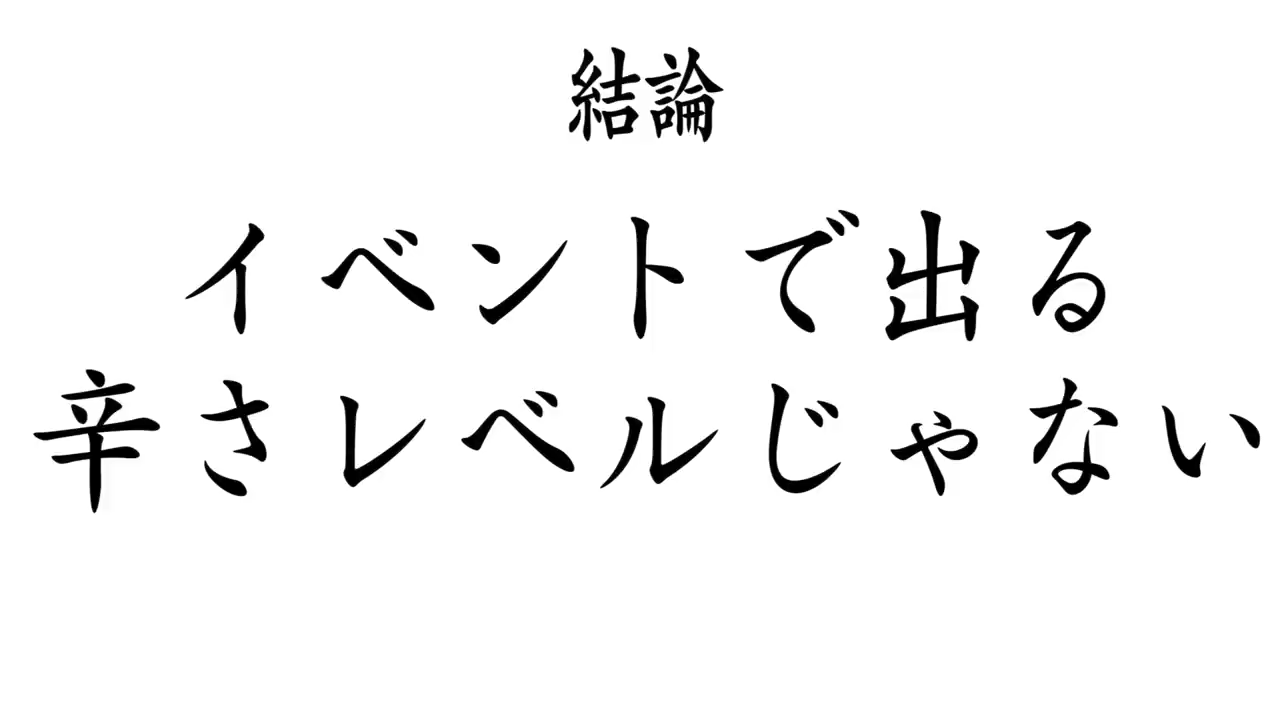 結論
イベントで出る
辛さレベルじゃない